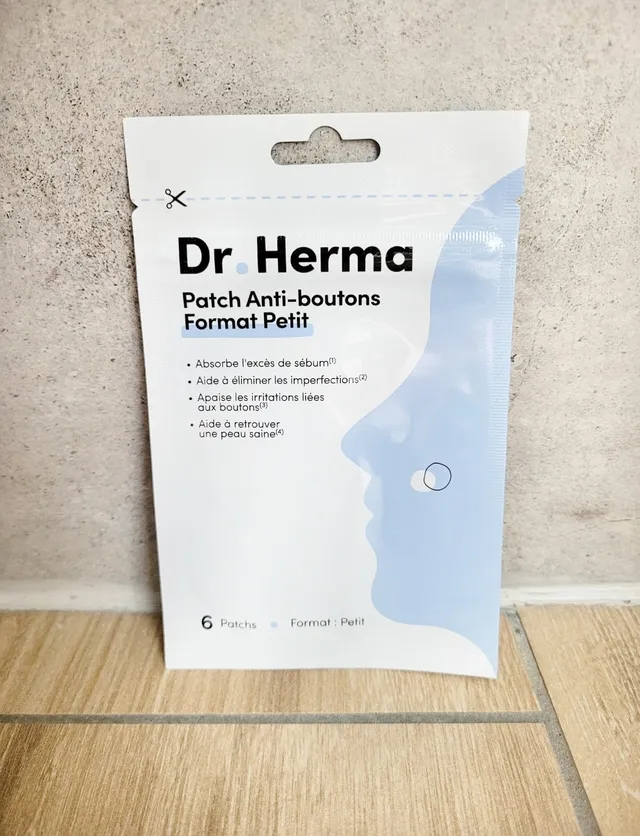 Dr. Herma
Patch Anti-boutons
Format Petit
• Absorbe l'excès de sébum(1)
• Aide à éliminer les imperfections(2)
• Apaise les irritations liées
aux boutons(3)
• Aide à retrouver
une peau saine(4)
6 Patchs • Format : Petit